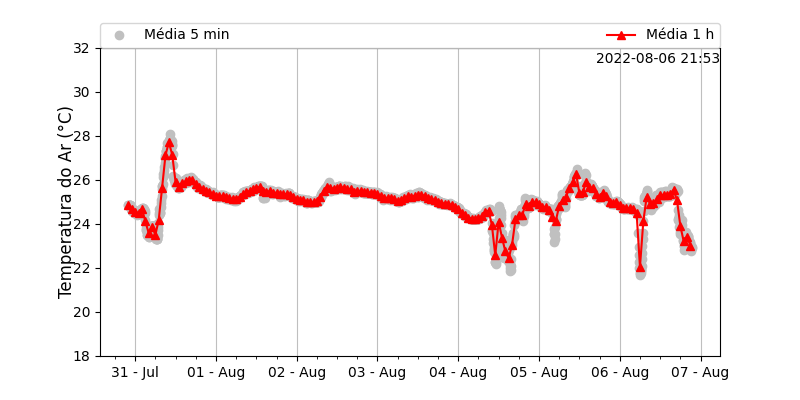 Média 5 min
Média 1 h
2022-08-06 21:53
Temperatura do Ar (°C)
32
30
28
26
24
22
20
18
31 - Jul
01 - Aug
02 - Aug
03 - Aug
04 - Aug
05 - Aug
06 - Aug
07 - Aug